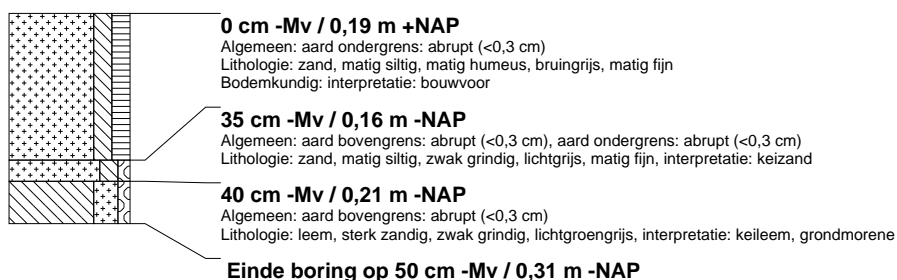 0 cm -Mv / 0,19 m +NAP
Algemeen: aard ondergrens: abrupt (<0,3 cm)
Lithologie: zand, matig siltig, matig humeus, bruingrijs, matig fijn
Bodemkundig: interpretatie: bouwvoor
35 cm -Mv / 0,16 m -NAP
Algemeen: aard bovengrens: abrupt (<0,3 cm), aard ondergrens: abrupt (<0,3 cm)
Lithologie: zand, matig siltig, zwak grindig, lichtgrijs, matig fijn, interpretatie: keizand
40 cm -Mv / 0,21 m -NAP
Algemeen: aard bovengrens: abrupt (<0,3 cm)
Lithologie: leem, sterk zandig, zwak grindig, lichtgroengrijs, interpretatie: keileem, grondmorene
Einde boring op 50 cm -Mv / 0,31 m -NAP